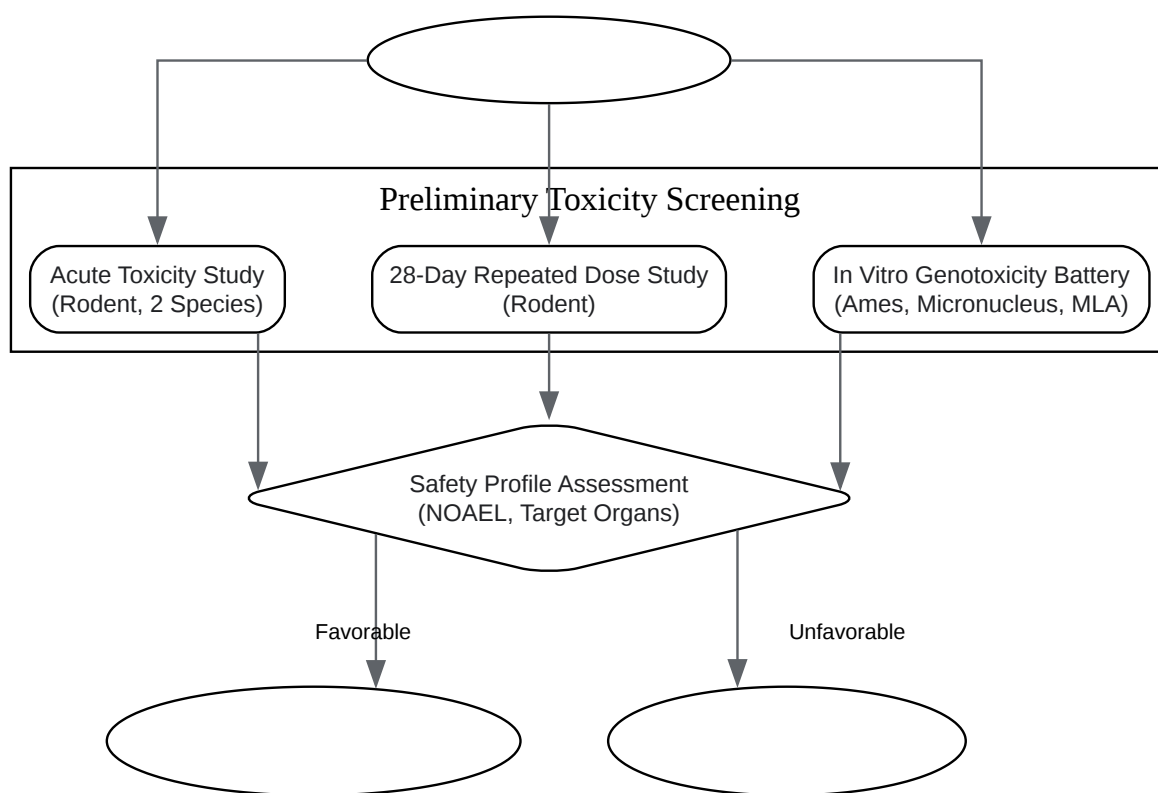 Preliminary Toxicity Screening
Acute Toxicity Study
(Rodent, 2 Species)
28-Day Repeated Dose Study
(Rodent)
In Vitro Genotoxicity Battery
(Ames, Micronucleus, MLA)
Safety Profile Assessment
(NOAEL, Target Organs)
Favorable
Unfavorable